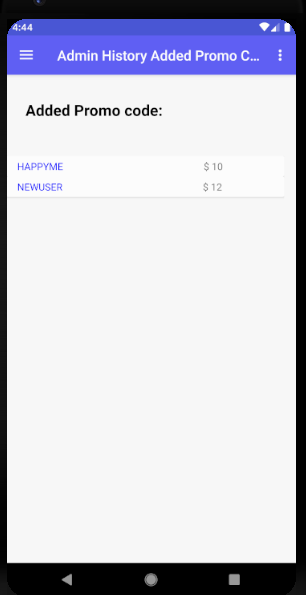 4:44
Admin History Added Promo C...
Added Promo code:
HAPPYME $ 10
NEWUSER $ 12